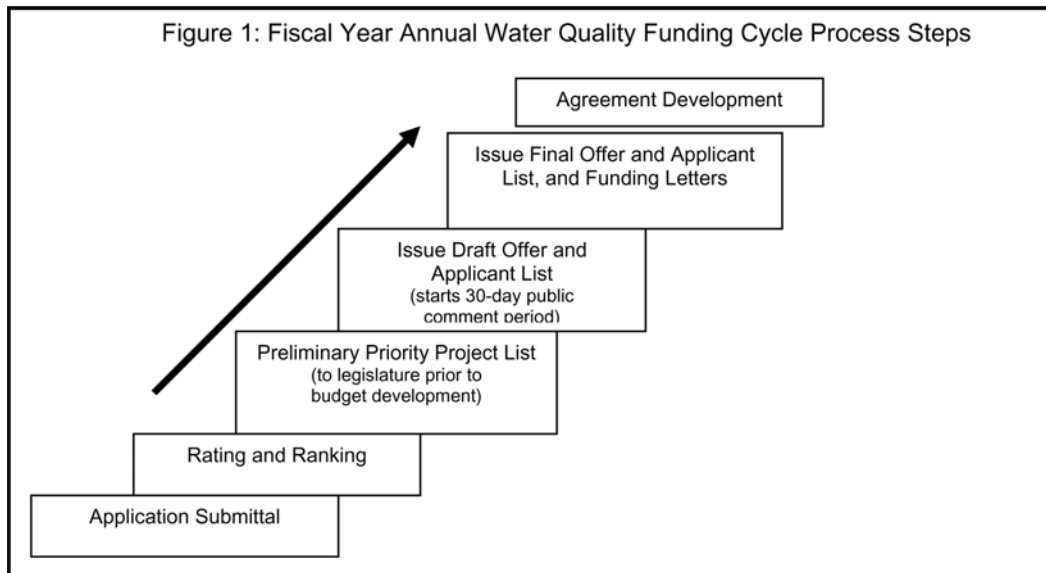 Figure 1: Fiscal Year Annual Water Quality Funding Cycle Process Steps
Agreement Development
Issue Final Offer and Applicant
List, and Funding Letters
Issue Draft Offer and
Applicant List
(starts 30-day public
comment period)
Preliminary Priority Project List
(to legislature prior to
budget development)
Rating and Ranking
Application Submittal